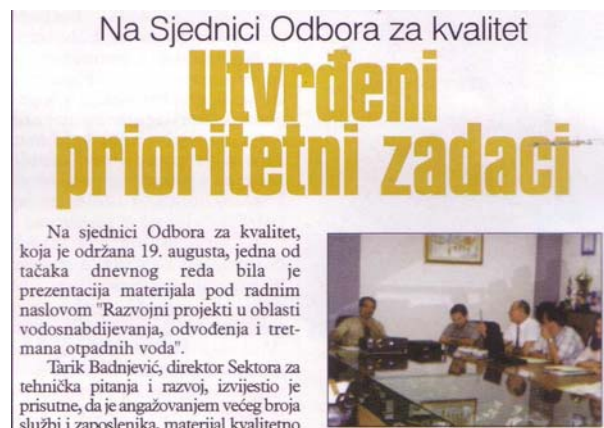 Na Sjednici Odbora za kvalitet
Utvrđeni
prioritetni zadaci
Na sjednici Odbora za kvalitet,
koja je održana 19. augusta, jedna od
tačaka dnevnog reda bila je
prezentacija materijala pod radnim
naslovom "Razvojni projekti u oblasti
vodosnabdijevanja, odvođenja i tret-
mana otpadnih voda".
Tarik Badnjević, direktor Sektora za
tehnička pitanja i razvoj, izvijestio je
prisutne, da je angažovanjem većeg broja
službi i zaposlenika, materijal kvalitetno